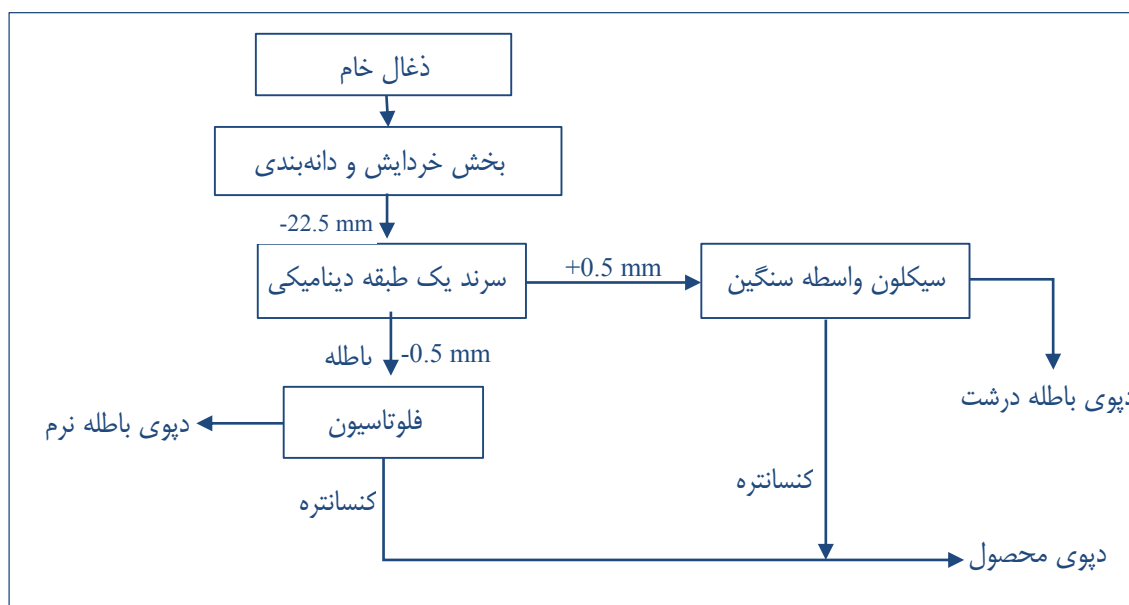 ذغال خام
بخش خردایش و دانه‌بندی
-22.5 mm
سرند یک طبقه دینامیکی
+0.5 mm
سیکلون واسطه سنگین
باطله
-0.5 mm
دپوی باطله درشت
فلوتاسیون
دپوی باطله نرم
کنسانتره
کنسانتره
دپوی محصول